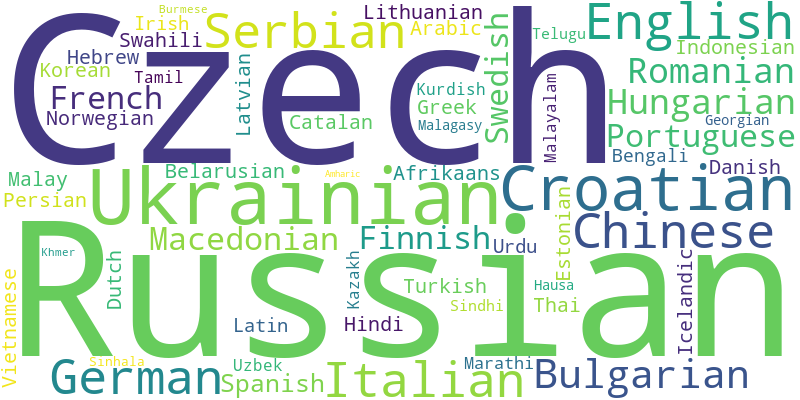 Burmese
Irish
Lithuanian
Serbian
Arabic
English
Swahili
Hebrew
Korean
Tamil
French
Norwegian
Czech
Latvian
Catalan
Kurdish
Greek
Malagasy
Swedish
Telugu
Indonesian
Romanian
Hungarian
Malayalam
Georgian
Portuguese
Bengali
Danish
Malay
Persian
Belarusian
Ukrainian
Amharic
Afrikaans
Croatian
Chinese
Estonian
Macedonian
Finnish
Urdu
Khmer
Russian
Dutch
Kazakh
Turkish
Hausa
Sindhi
Thai
Icelandic
Vietnamese
Latin
Hindi
Sinhala
German
Uzbek
Spanish
Italian
Marathi
Bulgarian